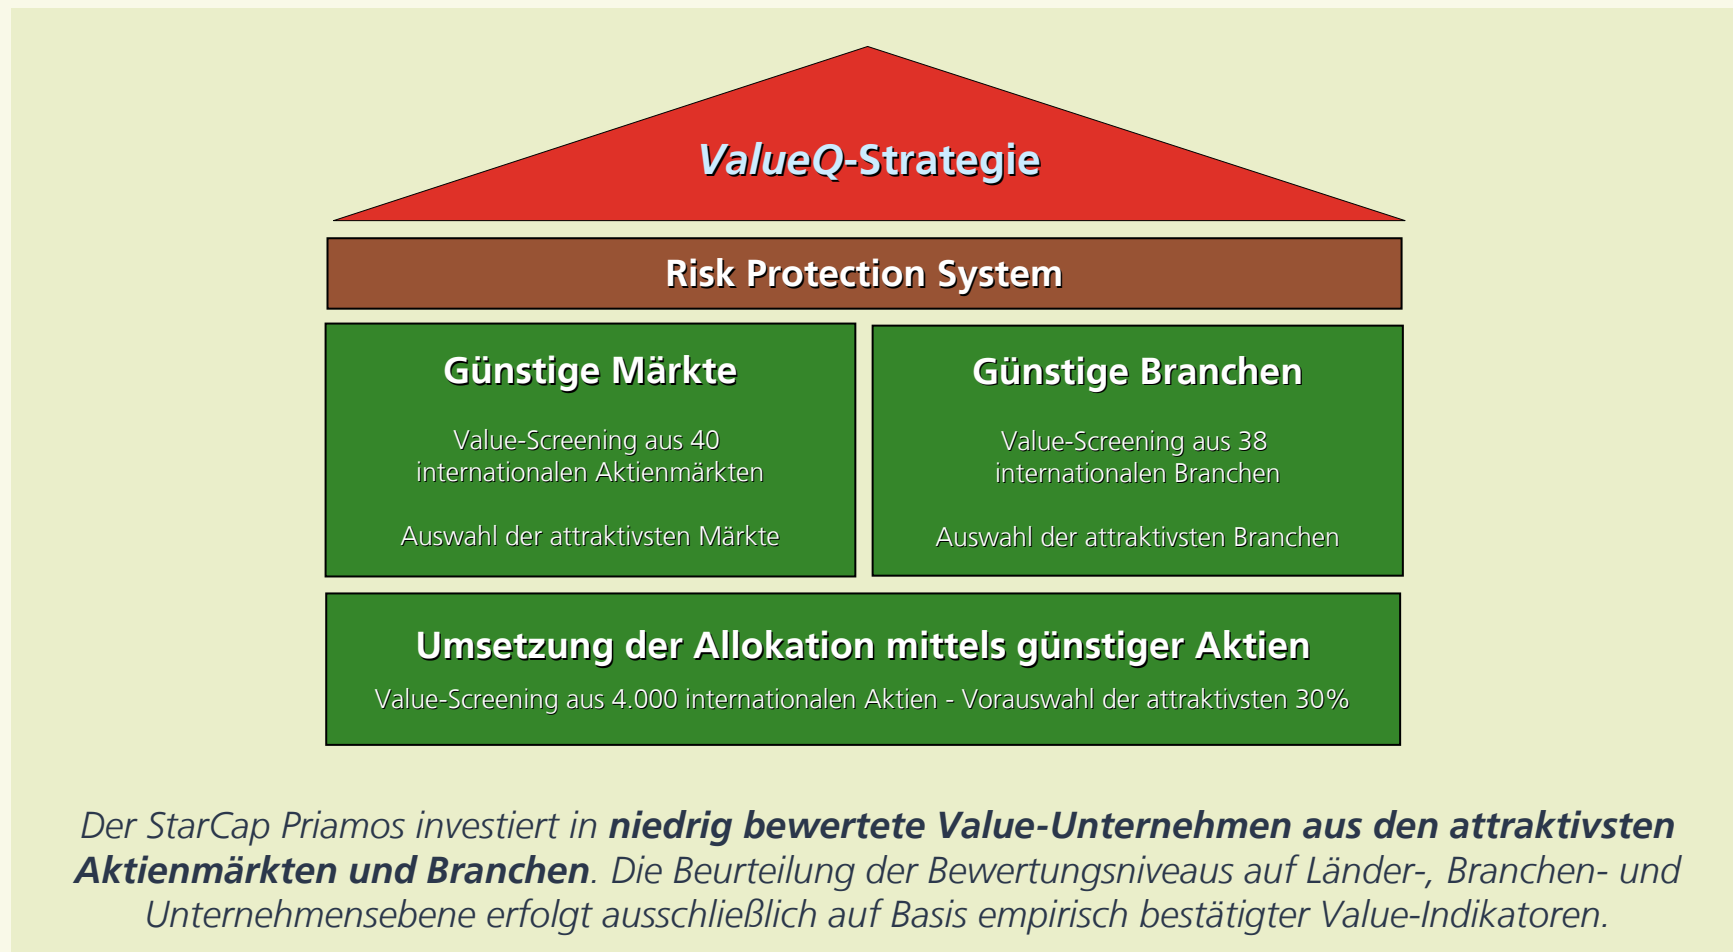 ValueQ-Strategie
Risk Protection System
Günstige Märkte
Value-Screening aus 40
internationalen Aktienmärkten
Auswahl der attraktivsten Märkte
Günstige Branchen
Value-Screening aus 38
internationalen Branchen
Auswahl der attraktivsten Branchen
Umsetzung der Allokation mittels günstiger Aktien
Value-Screening aus 4.000 internationalen Aktien - Vorauswahl der attraktivsten 30%
Der StarCap Priamos investiert in niedrig bewertete Value-Unternehmen aus den attraktivsten
Aktienmärkten und Branchen. Die Beurteilung der Bewertungsniveaus auf Länder-, Branchen- und
Unternehmensebene erfolgt ausschließlich auf Basis empirisch bestätigter Value-Indikatoren.